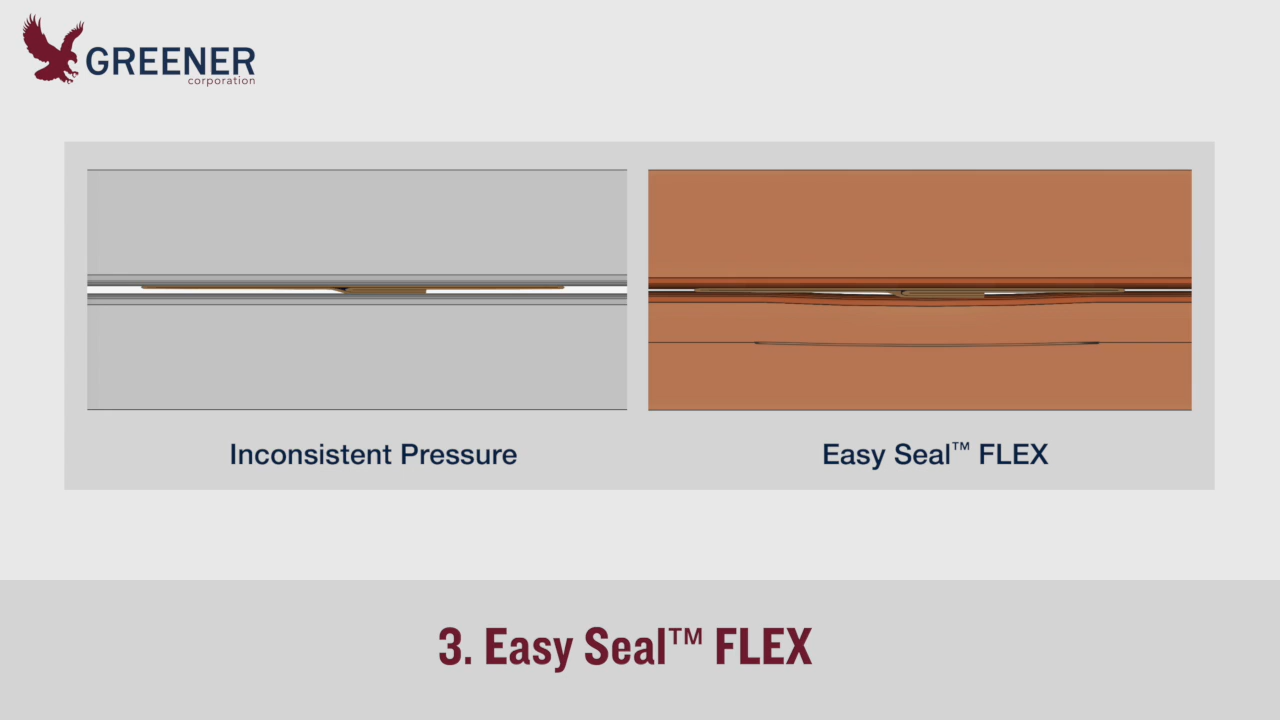 GREENER
corporation
Inconsistent Pressure
Easy Seal™ FLEX
3. Easy Seal™ FLEX